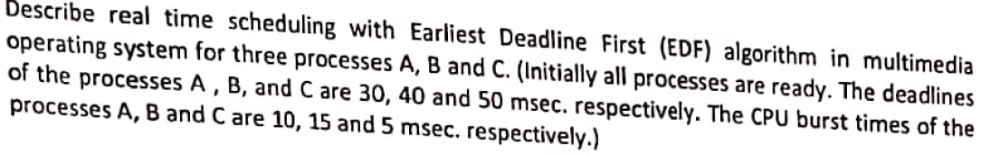 Describe real time scheduling with Earliest Deadline First (EDF) algorithm in multimedia
operating system for three processes A, B and C. (Initially all processes are ready. The deadlines
of the processes A , B, and C are 30, 40 and 50 msec. respectively. The CPU burst times of the
processes A, B and C are 10, 15 and 5 msec. respectively.)